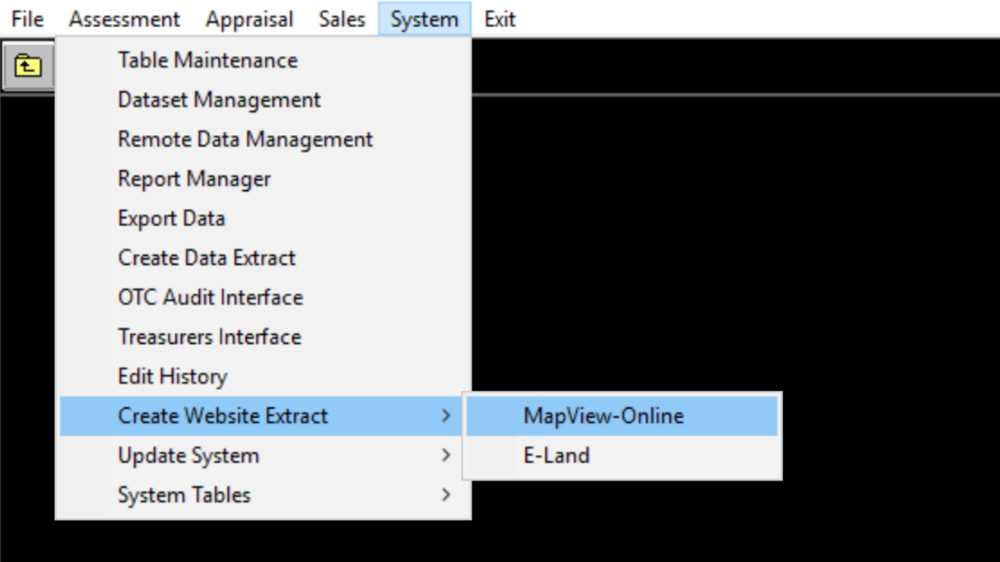 File Assessment Appraisal Sales System Exit
Table Maintenance
Dataset Management
Remote Data Management
Report Manager
Export Data
Create Data Extract
OTC Audit Interface
Treasurers Interface
Edit History
Create Website Extract > MapView-Online
Update System > E-Land
System Tables >